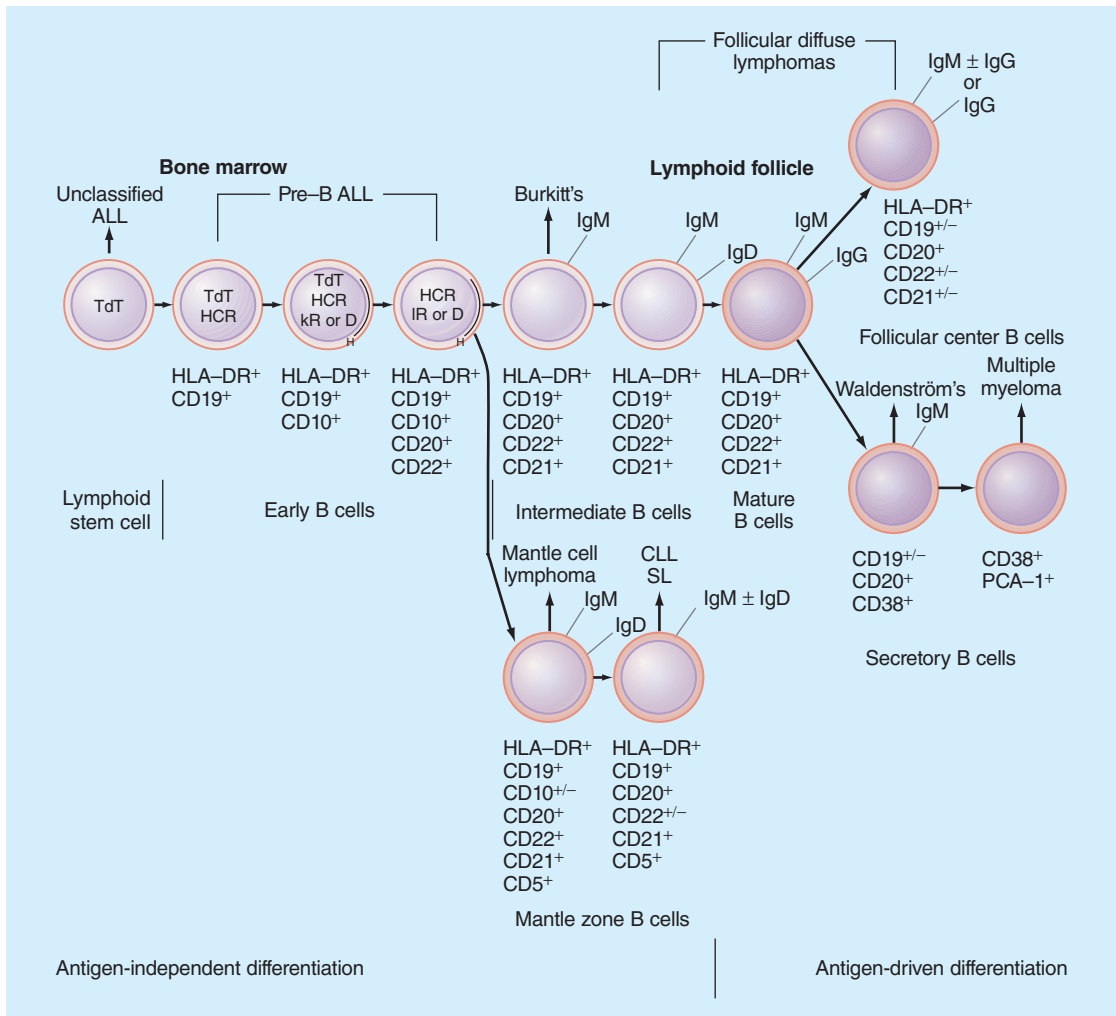 Follicular diffuse
lymphomas
IgM ± IgG
or
IgG
Bone marrow
Lymphoid follicle
Unclassified
ALL
Pre–B ALL
Burkitt's
IgM
IgM
IgD
IgM
IgG
HLA–DR+
CD19+/–
CD20+
CD22+/–
CD21+/–
Follicular center B cells
TdT
TdT
HCR
TdT
HCR
kR or D
H
HCR
lR or D
H
HLA–DR+
CD19+
HLA–DR+
CD19+
CD10+
HLA–DR+
CD19+
CD10+
CD20+
CD22+
HLA–DR+
CD19+
CD20+
CD22+
CD21+
HLA–DR+
CD19+
CD20+
CD22+
CD21+
HLA–DR+
CD19+
CD20+
CD22+
CD21+
Lymphoid
stem cell
Early B cells
Intermediate B cells
Mature
B cells
Waldenström's
IgM
Multiple
myeloma
CD19+/–
CD20+
CD38+
CD38+
PCA–1+
Secretory B cells
Mantle cell
lymphoma
IgM
IgD
CLL
SL
IgM ± IgD
HLA–DR+
CD19+
CD10+/–
CD20+
CD22+
CD21+
CD5+
HLA–DR+
CD19+
CD20+
CD22+/–
CD21+
CD5+
Mantle zone B cells
Antigen-independent differentiation
Antigen-driven differentiation